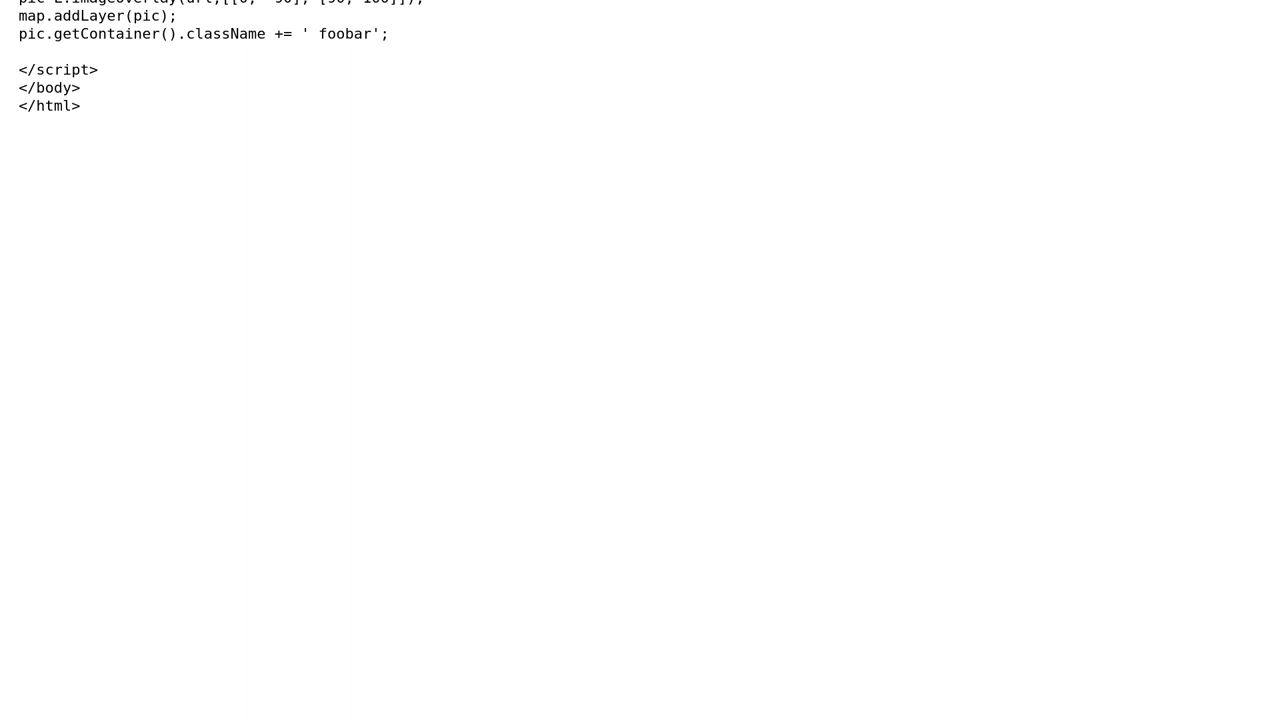 map.addLayer(pic);
pic.getContainer().className += ' foobar';
</script>
</body>
</html>